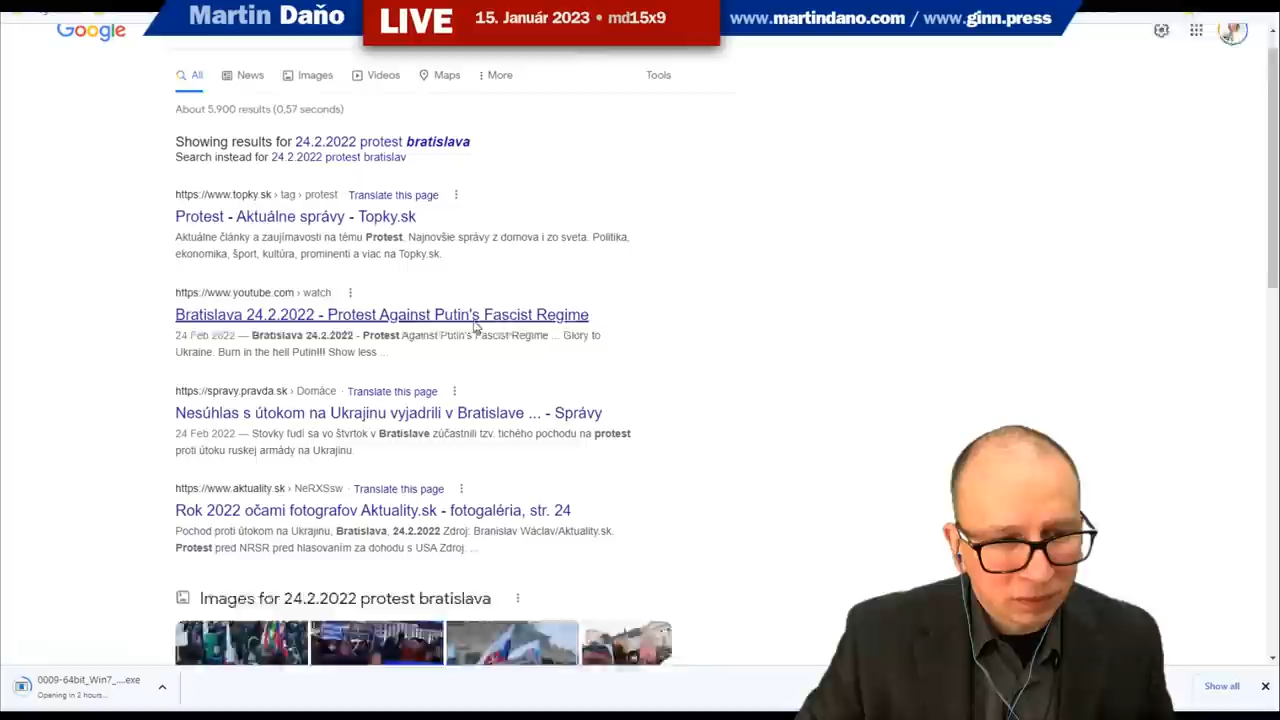 Martin Daňo
LIVE
15. Január 2023 • md15x9
www.martindano.com / www.ginn.press
Google
All
News
Images
Videos
Maps
More
Tools
About 5.900 results (0,57 seconds)
Showing results for 24.2.2022 protest bratislava
Search instead for 24.2.2022 protest bratislav
https://www.topky.sk › tag › protest Translate this page
Protest - Aktuálne správy - Topky.sk
Aktuálne články a zaujímavosti na tému Protest. Najnovšie správy z domova i zo sveta. Politika,
ekonomika, šport, kultúra, prominenti a viac na Topky.sk.
https://www.youtube.com › watch
Bratislava 24.2.2022 - Protest Against Putin's Fascist Regime
24 Feb 2022 — Bratislava 24.2.2022 - Protest Against Putin's Fascist Regime ... Glory to
Ukraine. Burn in the hell Putin!!! Show less ...
https://spravy.pravda.sk › Domáce · Translate this page
Nesúhlas s útokom na Ukrajinu vyjadrili v Bratislave ... - Správy
24 Feb 2022 — Stovky ľudí sa vo štvrtok v Bratislave zúčastnili tzv. tichého pochodu na protest
proti útoku ruskej armády na Ukrajinu.
https://www.aktuality.sk › NeRXSsw · Translate this page
Rok 2022 očami fotografov Aktuality.sk - fotogaléria, str. 24
Pochod proti útokom na Ukrajinu, Bratislava, 24.2.2022 Zdroj: Branislav Wáclav/Aktuality.sk.
Protest pred NRSR pred hlasovaním za dohodu s USA Zdroj: ...
Images for 24.2.2022 protest bratislava
0009-64bit_Win7_....exe
Opening in 2 hours...
Show all